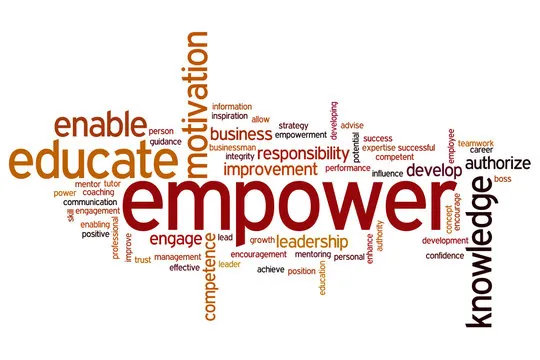 motivation
information
inspiration
allow
developing
enable
person
guidance
business
strategy
advise
empowerment
potential
success
employee
teamwork
career
educate
businessman
integrity
responsibility
expertise
successful
competent
authorize
mentor
tutor
improvement
performance
influence
develop
boss
power
coaching
communication
empower
knowledge
skill
engagement
enabling
positive
professional
improve
engage
lead
growth
leadership
enhance
authority
concept
encourage
development
trust
management
competence
encouragement
mentoring
personal
confidence
effective
leader
achieve
position
education